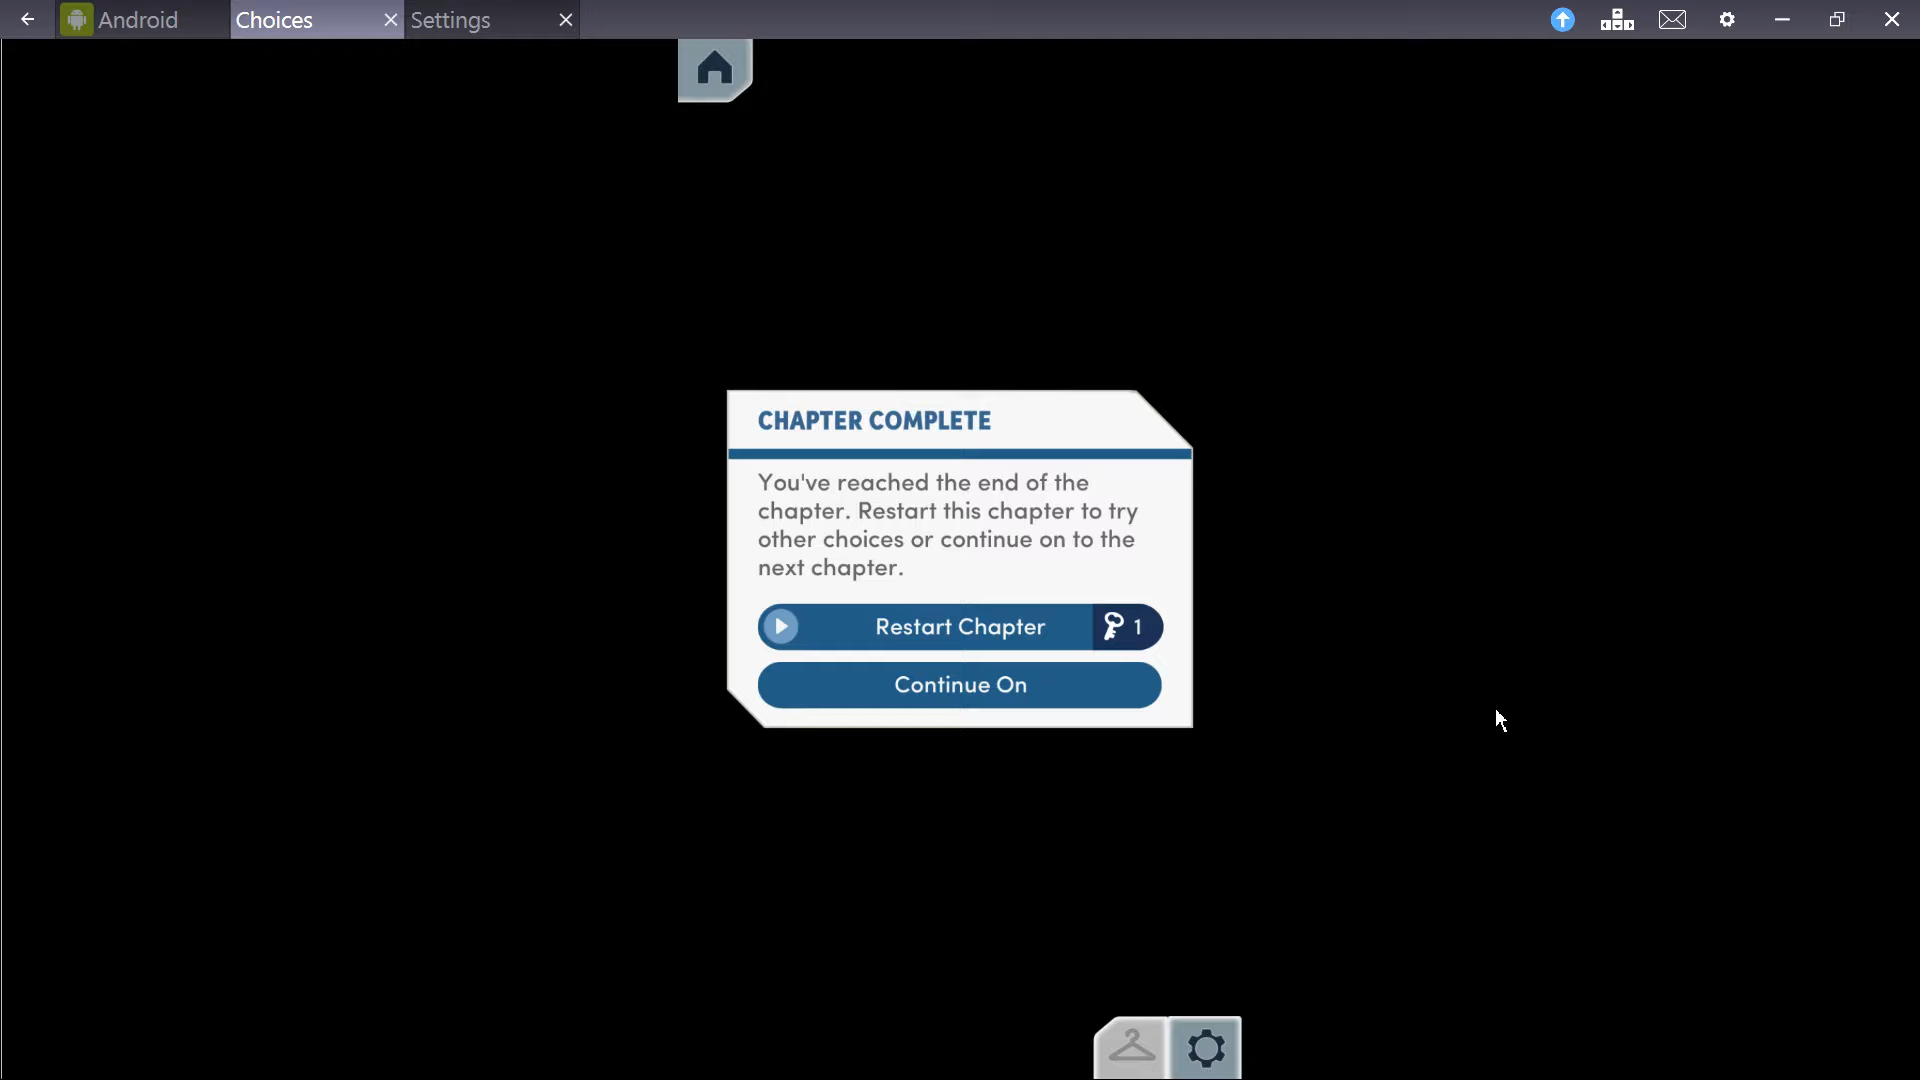 Android
Choices
Settings
CHAPTER COMPLETE
You've reached the end of the
chapter. Restart this chapter to try
other choices or continue on to the
next chapter.
Restart Chapter 1
Continue On